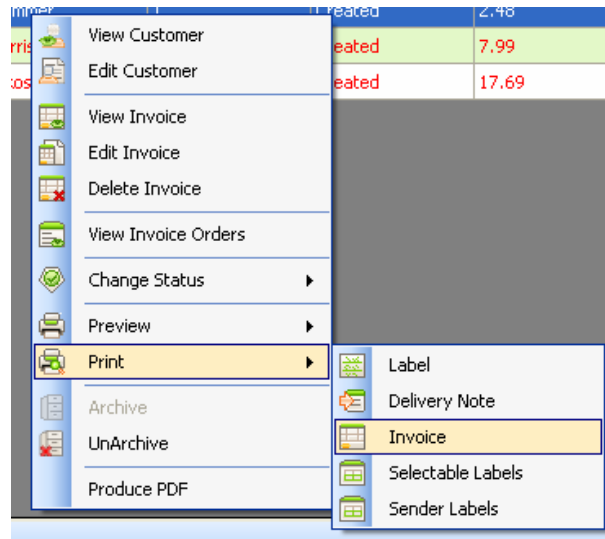 2.48
7.99
17.69
View Customer
Edit Customer
View Invoice
Edit Invoice
Delete Invoice
View Invoice Orders
Change Status
Preview
Print
Archive
UnArchive
Produce PDF
Label
Delivery Note
Invoice
Selectable Labels
Sender Labels